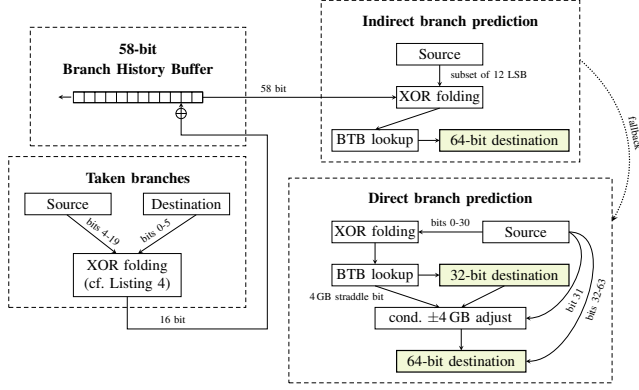 58-bit
Branch History Buffer
58 bit
Taken branches
Source
Destination
bits 4-19
bits 0-5
XOR folding
(cf. Listing 4)
16 bit
Indirect branch prediction
Source
subset of 12 LSB
XOR folding
BTB lookup
64-bit destination
fallback
Direct branch prediction
XOR folding
bits 0-30
Source
BTB lookup
32-bit destination
4 GB straddle bit
bit 31
bits 32-63
cond. ±4 GB adjust
64-bit destination